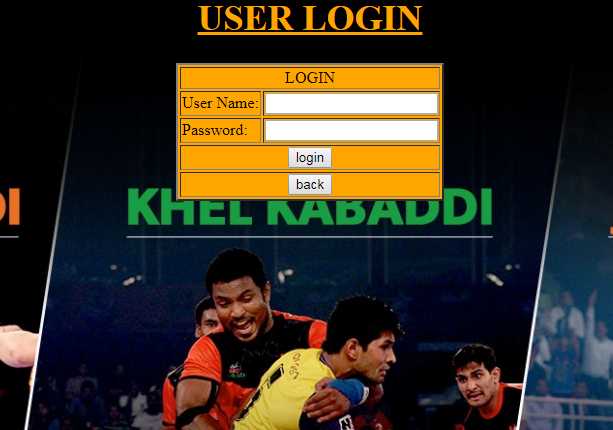 USER LOGIN
LOGIN
User Name:
Password:
login
back
KHEL KABADDI